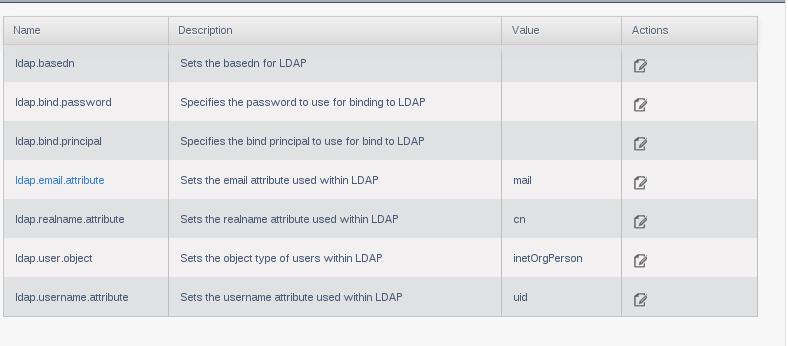 Name Description Value Actions
ldap.basedn Sets the basedn for LDAP
ldap.bind.password Specifies the password to use for binding to LDAP
ldap.bind.principal Specifies the bind principal to use for bind to LDAP
ldap.email.attribute Sets the email attribute used within LDAP mail
ldap.realname.attribute Sets the realname attribute used within LDAP cn
ldap.user.object Sets the object type of users within LDAP inetOrgPerson
ldap.username.attribute Sets the username attribute used within LDAP uid